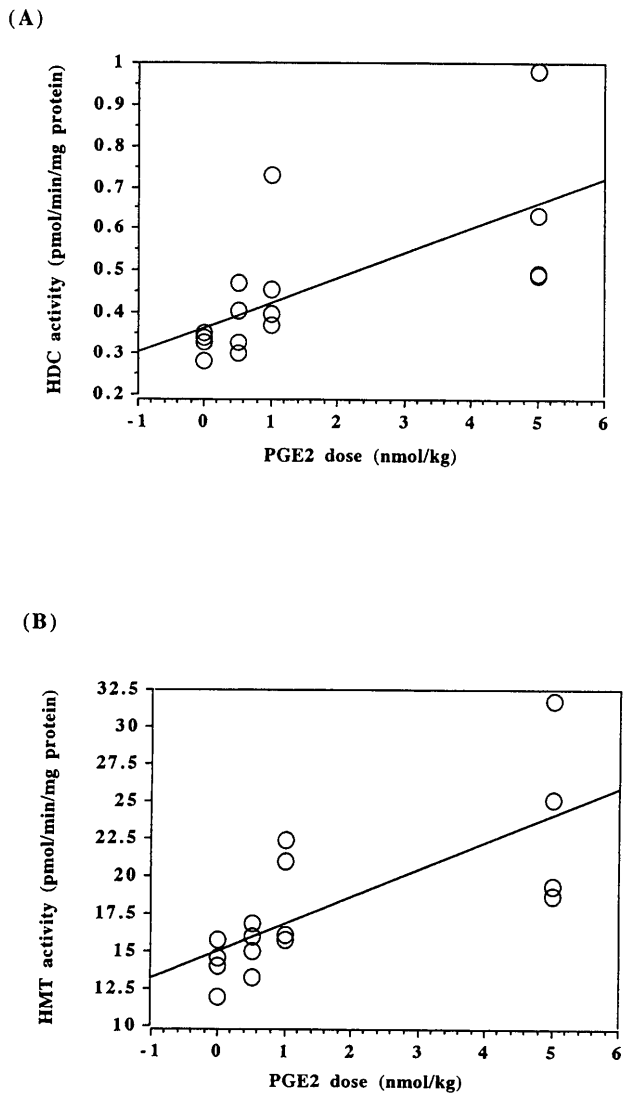 (A)
HDC activity (pmol/min/mg protein)
1
0.9
0.8
0.7
0.6
0.5
0.4
0.3
0.2
-1 0 1 2 3 4 5 6
PGE2 dose (nmol/kg)
(B)
HMT activity (pmol/min/mg protein)
32.5
30
27.5
25
22.5
20
17.5
15
12.5
10
-1 0 1 2 3 4 5 6
PGE2 dose (nmol/kg)